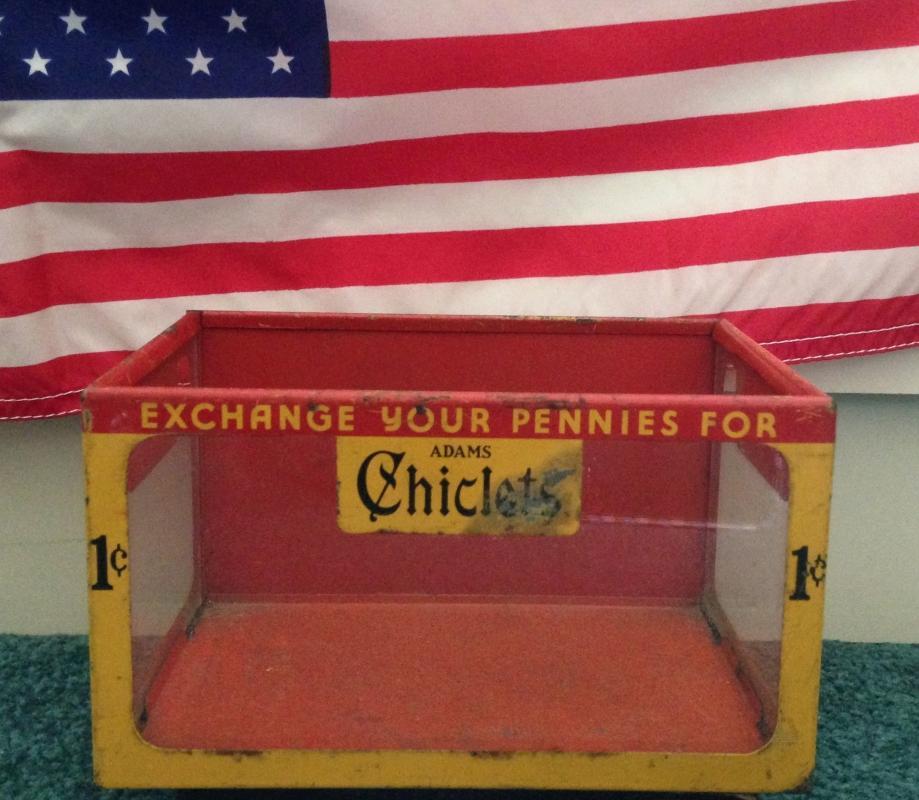 EXCHANGE YOUR PENNIES FOR
ADAMS
Chiclets
1¢
1¢